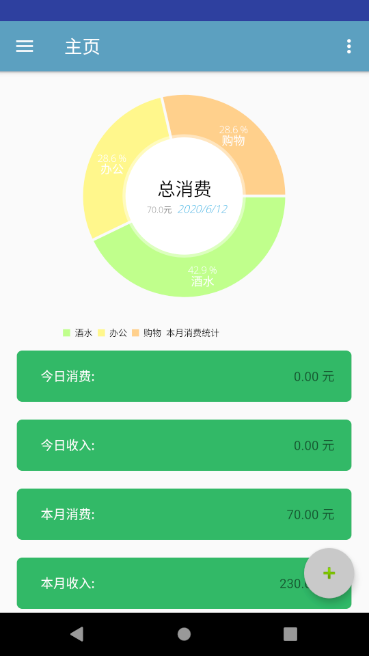 主页
28.6 %
购物
28.6 %
办公
总消费
70.0元 2020/6/12
42.9 %
酒水
酒水 办公 购物 本月消费统计
今日消费: 0.00 元
今日收入: 0.00 元
本月消费: 70.00 元
本月收入: 230.